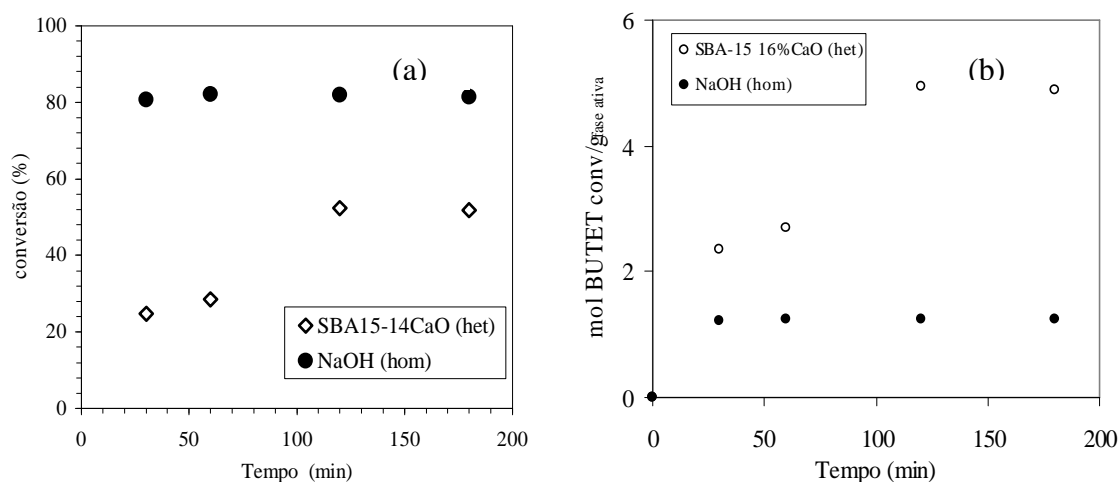 100
80
60
40
20
0
conversão (%)
(a)
SBA15-14CaO (het)
NaOH (hom)
0
50
100
150
200
Tempo (min)
6
4
2
0
mol BUTET conv/gfase ativa
SBA-15 16%CaO (het)
NaOH (hom)
(b)
0
50
100
150
200
Tempo (min)